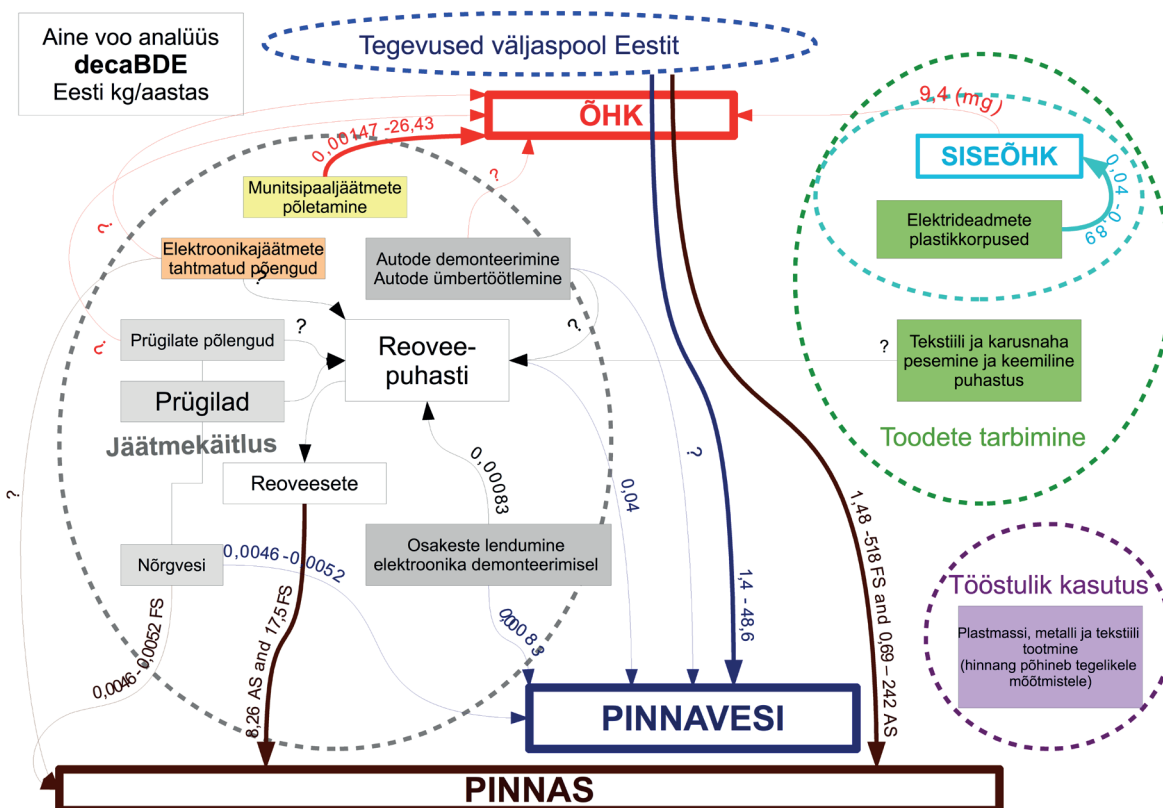 Aine voo analüüs
decaBDE
Eesti kg/aastas
Tegevused väljaspool Eestit
ÕHK
9,4 (mg)
0,00147 -26,43
SISEÕHK
0,04 -0,89
Munitsipaaljäätmete
põletamine
?
Elektrideadmete
plastikkorpused
?
Elektroonikajäätmete
tahtmatud põengud
?
Autode demonteerimine
Autode ümbertöötlemine
?
Prügilate põlengud
?
?
Reovee-
puhasti
?
Tekstiili ja karusnaha
pesemine ja keemiline
puhastus
Prügilad
Jäätmekäitlus
Toodete tarbimine
?
?
Reoveesete
0,00083
0,04
1,48 -518 FS and 0,69 – 242 AS
Nõrgvesi
0,0046 -0,0052
Osakeste lendumine
elektroonika demonteerimisel
Tööstulik kasutus
1,4 - 48,6
0,0046 - 0,0052 FS
8,26 AS and 17,5 FS
Plastmassi, metalli ja tekstiili
tootmine
(hinnang põhineb tegelikele
mõõtmistele)
PINNAVESI
PINNAS